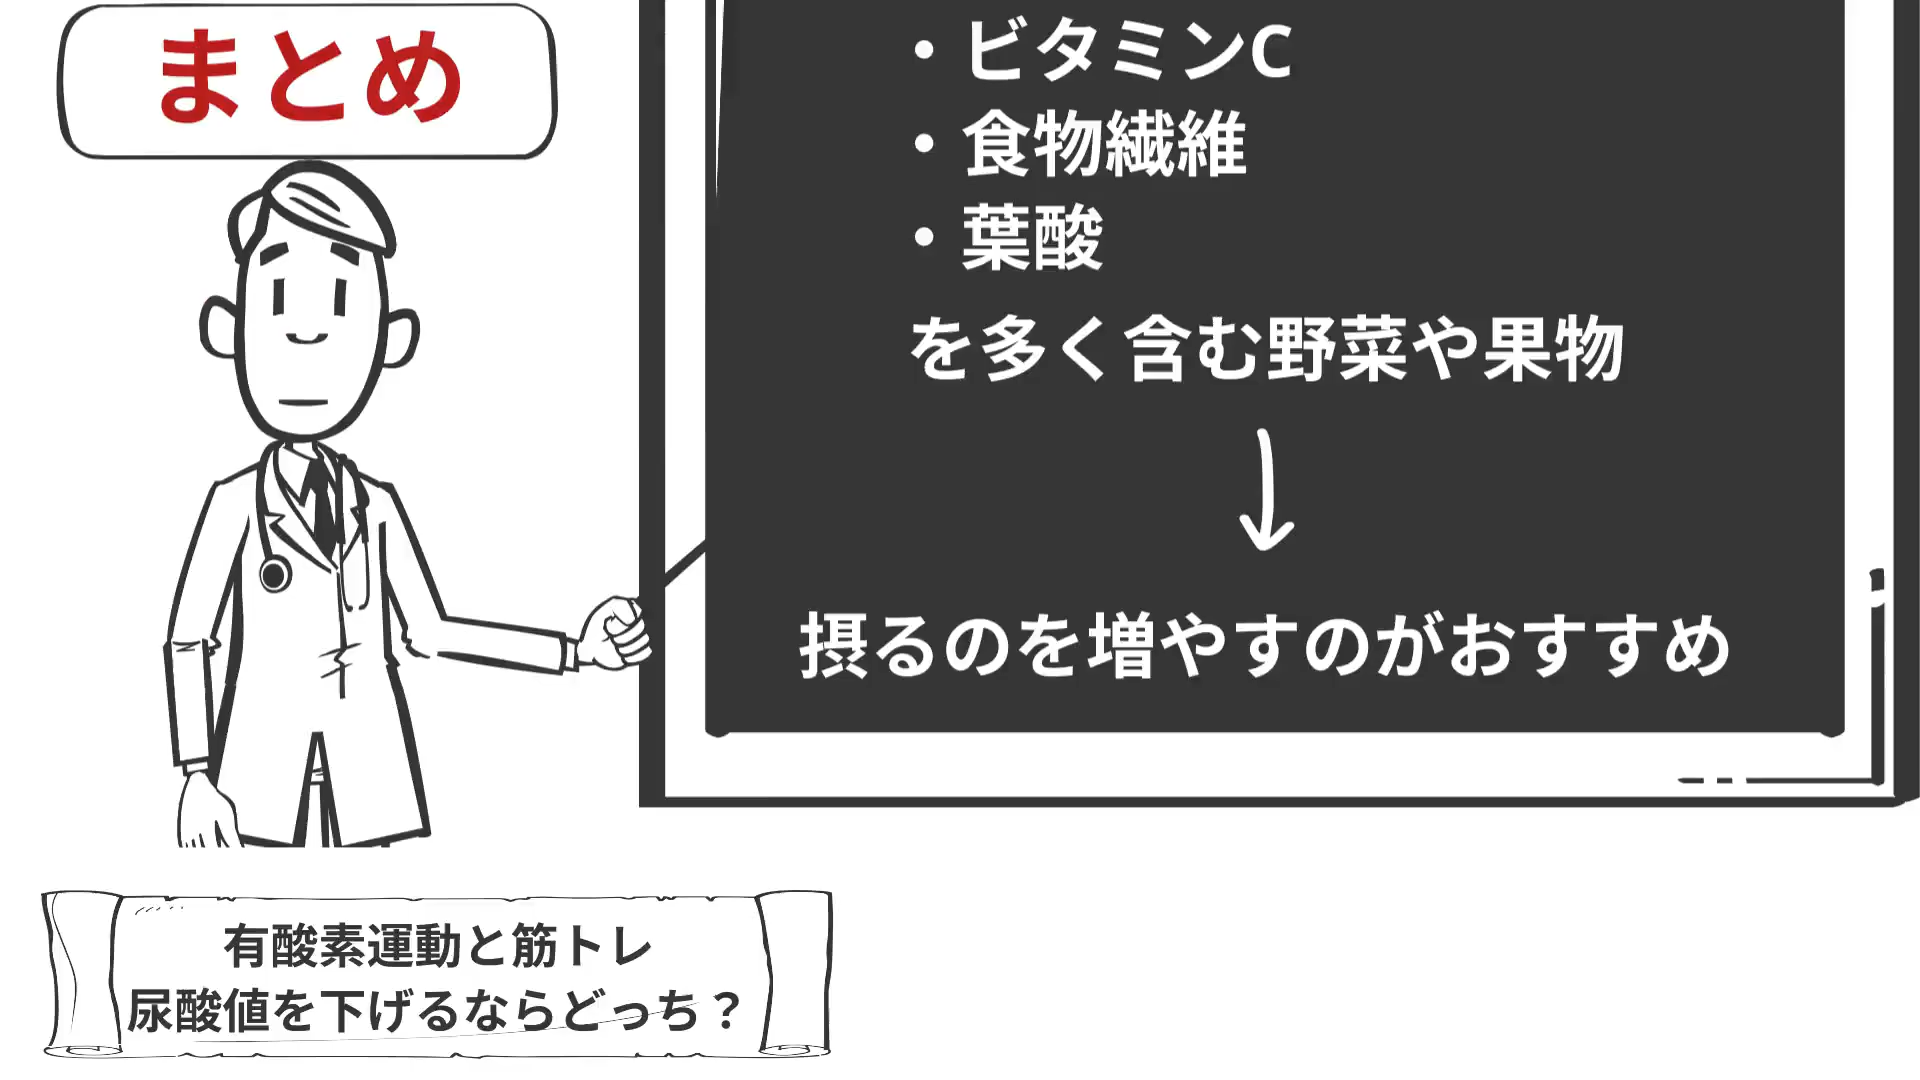 まとめ
・ビタミンC
・食物繊維
・葉酸
を多く含む野菜や果物
↓
摂るのを増やすのがおすすめ
有酸素運動と筋トレ
尿酸値を下げるならどっち？